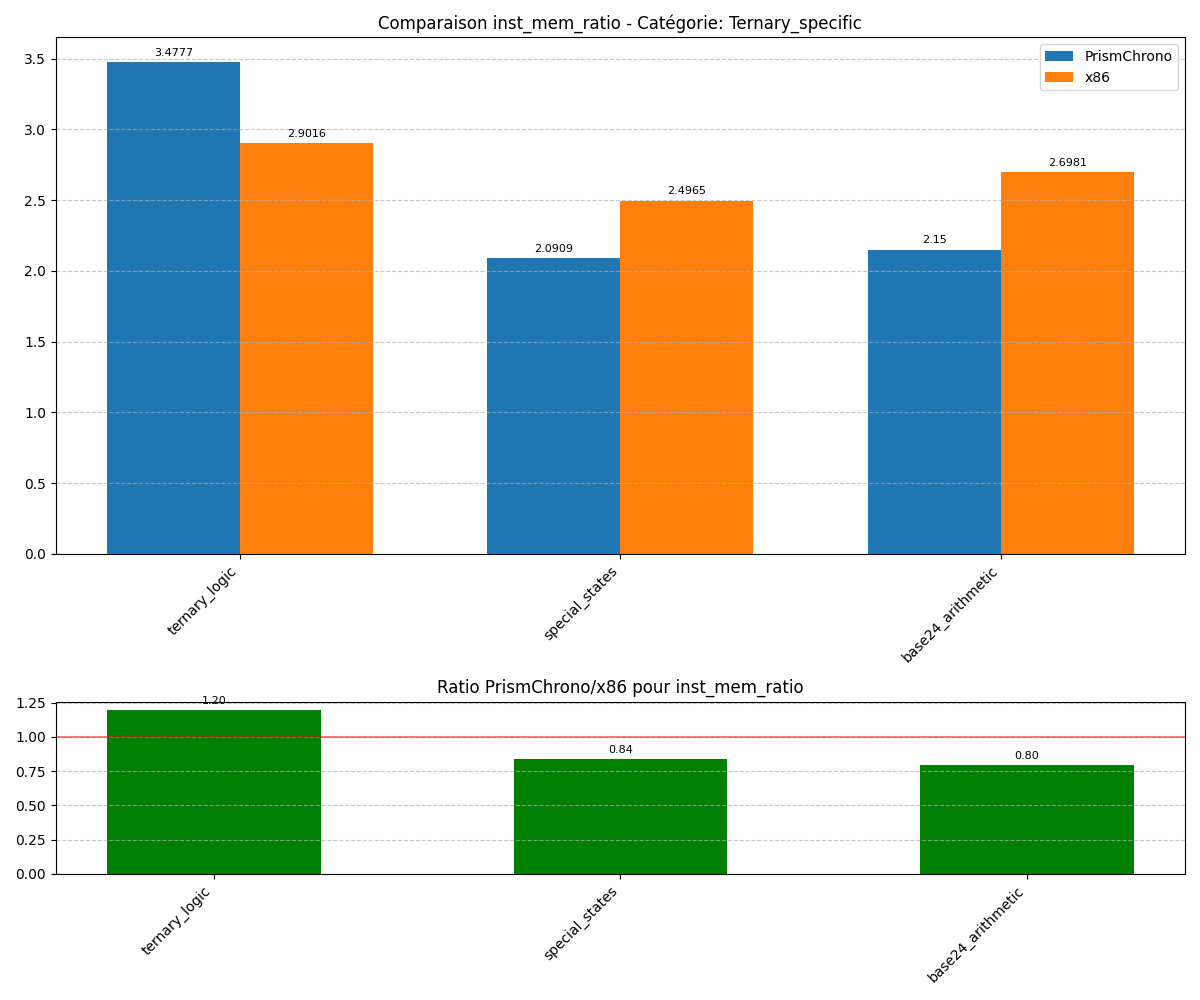 Comparaison inst_mem_ratio - Catégorie: Ternary_specific
PrismChrono
x86
3.5
3.0
2.5
2.0
1.5
1.0
0.5
0.0
3.4777
2.9016
2.0909
2.4965
2.15
2.6981
ternary_logic
special_states
base24_arithmetic
Ratio PrismChrono/x86 pour inst_mem_ratio
1.25
1.00
0.75
0.50
0.25
0.00
1.20
0.84
0.80
ternary_logic
special_states
base24_arithmetic